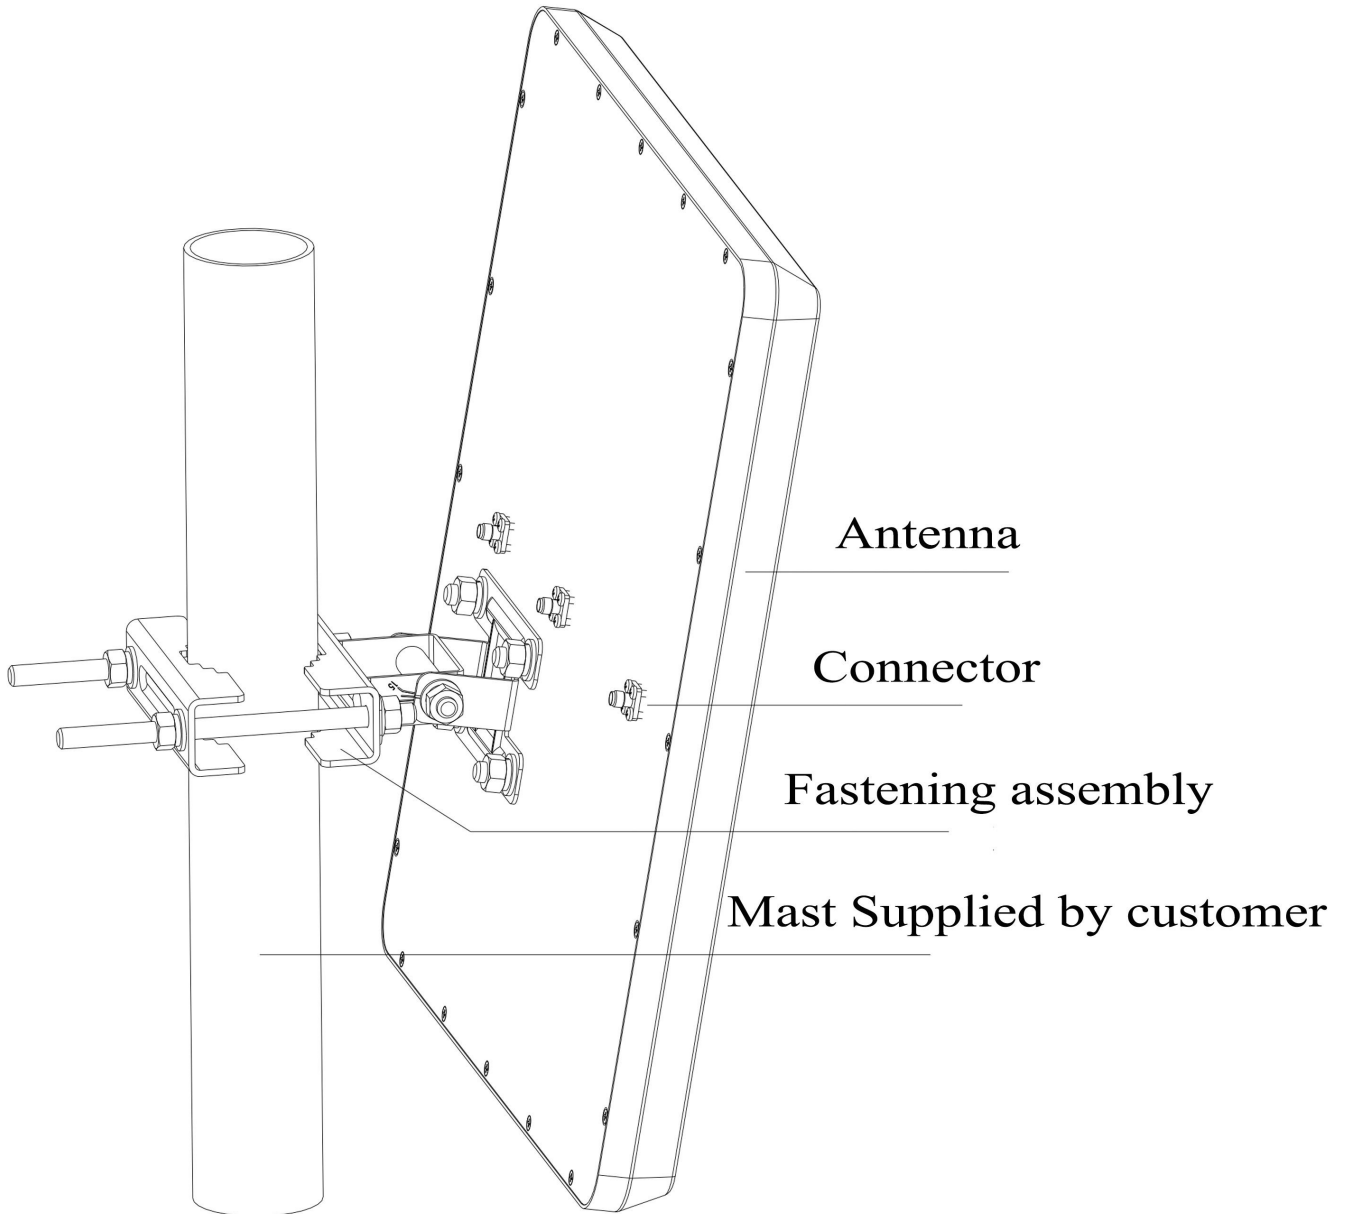 Antenna
Connector
Fastening assembly
Mast Supplied by customer